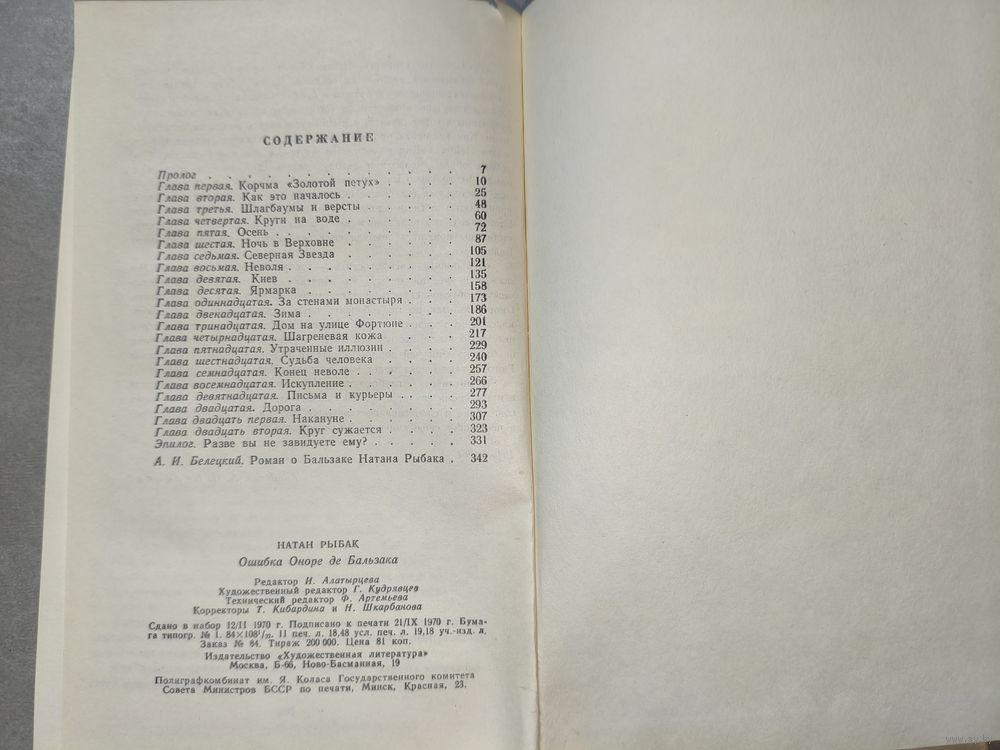 СОДЕРЖАНИЕ
Пролог . . . . . . . . . . . . 7
Глава первая. Корчма «Золотой петух» . . . . 10
Глава вторая. Как это началось . . . . . . 25
Глава третья. Шлагбаумы и версты . . . . . 48
Глава четвертая. Круги на воде . . . . . . 60
Глава пятая. Осень . . . . . . . . . 72
Глава шестая. Ночь в Верховне . . . . . . 87
Глава седьмая. Северная Звезда . . . . . . 105
Глава восьмая. Неволя . . . . . . . . 121
Глава девятая. Киев . . . . . . . . . 135
Глава десятая. Ярмарка . . . . . . . . 158
Глава одиннадцатая. За стенами монастыря . . . 173
Глава двенадцатая. Зима . . . . . . . 186
Глава тринадцатая. Дом на улице Фортюне . . . 201
Глава четырнадцатая. Шагреневая кожа . . . 217
Глава пятнадцатая. Утраченные иллюзии . . . . 229
Глава шестнадцатая. Судьба человека . . . . 240
Глава семнадцатая. Конец неволе . . . . . 257
Глава восемнадцатая. Искупление . . . . . 266
Глава девятнадцатая. Письма и курьеры . . . . 277
Глава двадцатая. Дорога . . . . . . . 293
Глава двадцать первая. Накануне . . . . . 307
Глава двадцать вторая. Круг сужается . . . . 323
Эпилог. Разве вы не завидуете ему? . . . . . 331
А. И. Белецкий. Роман о Бальзаке Натана Рыбака . 342
НАТАН РЫБАК
Ошибка Оноре де Бальзака
Редактор И. Алатырцева
Художественный редактор Г. Кудрявцев
Технический редактор Ф. Артемьева
Корректоры Т. Кибардина и Н. Шкарбанова
Сдано в набор 12/II 1970 г. Подписано к печати 21/IX 1970 г. Бума-
га типогр. № 1. 84×108¹/₃₂. 11 печ. л. 18,48 усл. печ. л. 19,18 уч.-изд. л.
Заказ № 84. Тираж 200 000. Цена 81 коп.
Издательство «Художественная литература»
Москва, Б-66, Ново-Басманная, 19
Полиграфкомбинат им. Я. Коласа Государственного комитета
Совета Министров БССР по печати, Минск, Красная, 23.
www.ay.by